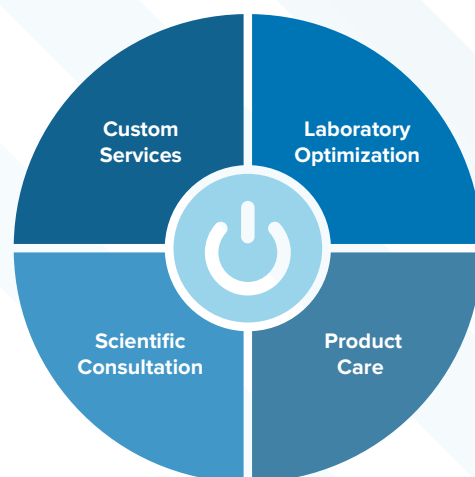 Custom
Services
Laboratory
Optimization
Scientific
Consultation
Product
Care